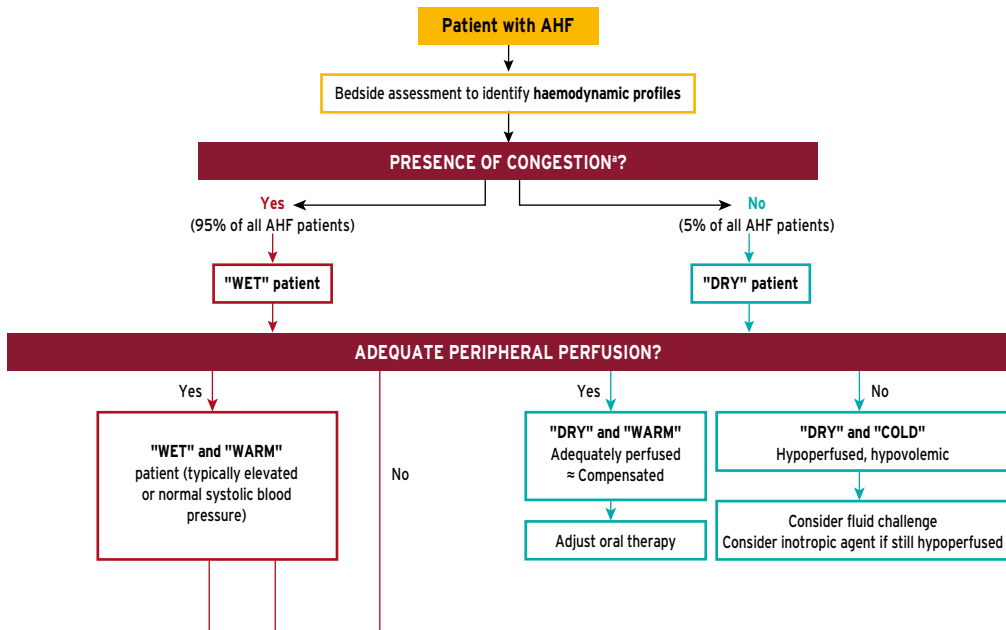 Patient with AHF
Bedside assessment to identify haemodynamic profiles
PRESENCE OF CONGESTIONᵃ?
Yes
(95% of all AHF patients)
No
(5% of all AHF patients)
"WET" patient
"DRY" patient
ADEQUATE PERIPHERAL PERFUSION?
Yes
"WET" and "WARM"
patient (typically elevated
or normal systolic blood
pressure)
No
Yes
"DRY" and "WARM"
Adequately perfused
≈ Compensated
Adjust oral therapy
No
"DRY" and "COLD"
Hypoperfused, hypovolemic
Consider fluid challenge
Consider inotropic agent if still hypoperfused